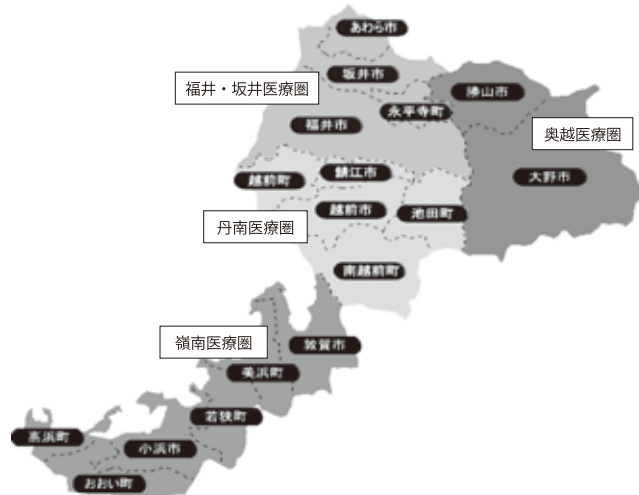 あわら市
坂井市
福井・坂井医療圏
勝山市
永平寺町
福井市
奥越医療圏
鯖江市
越前町
大野市
越前市
池田町
丹南医療圏
南越前町
嶺南医療圏
敦賀市
美浜町
若狭町
高浜町
小浜市
おおい町